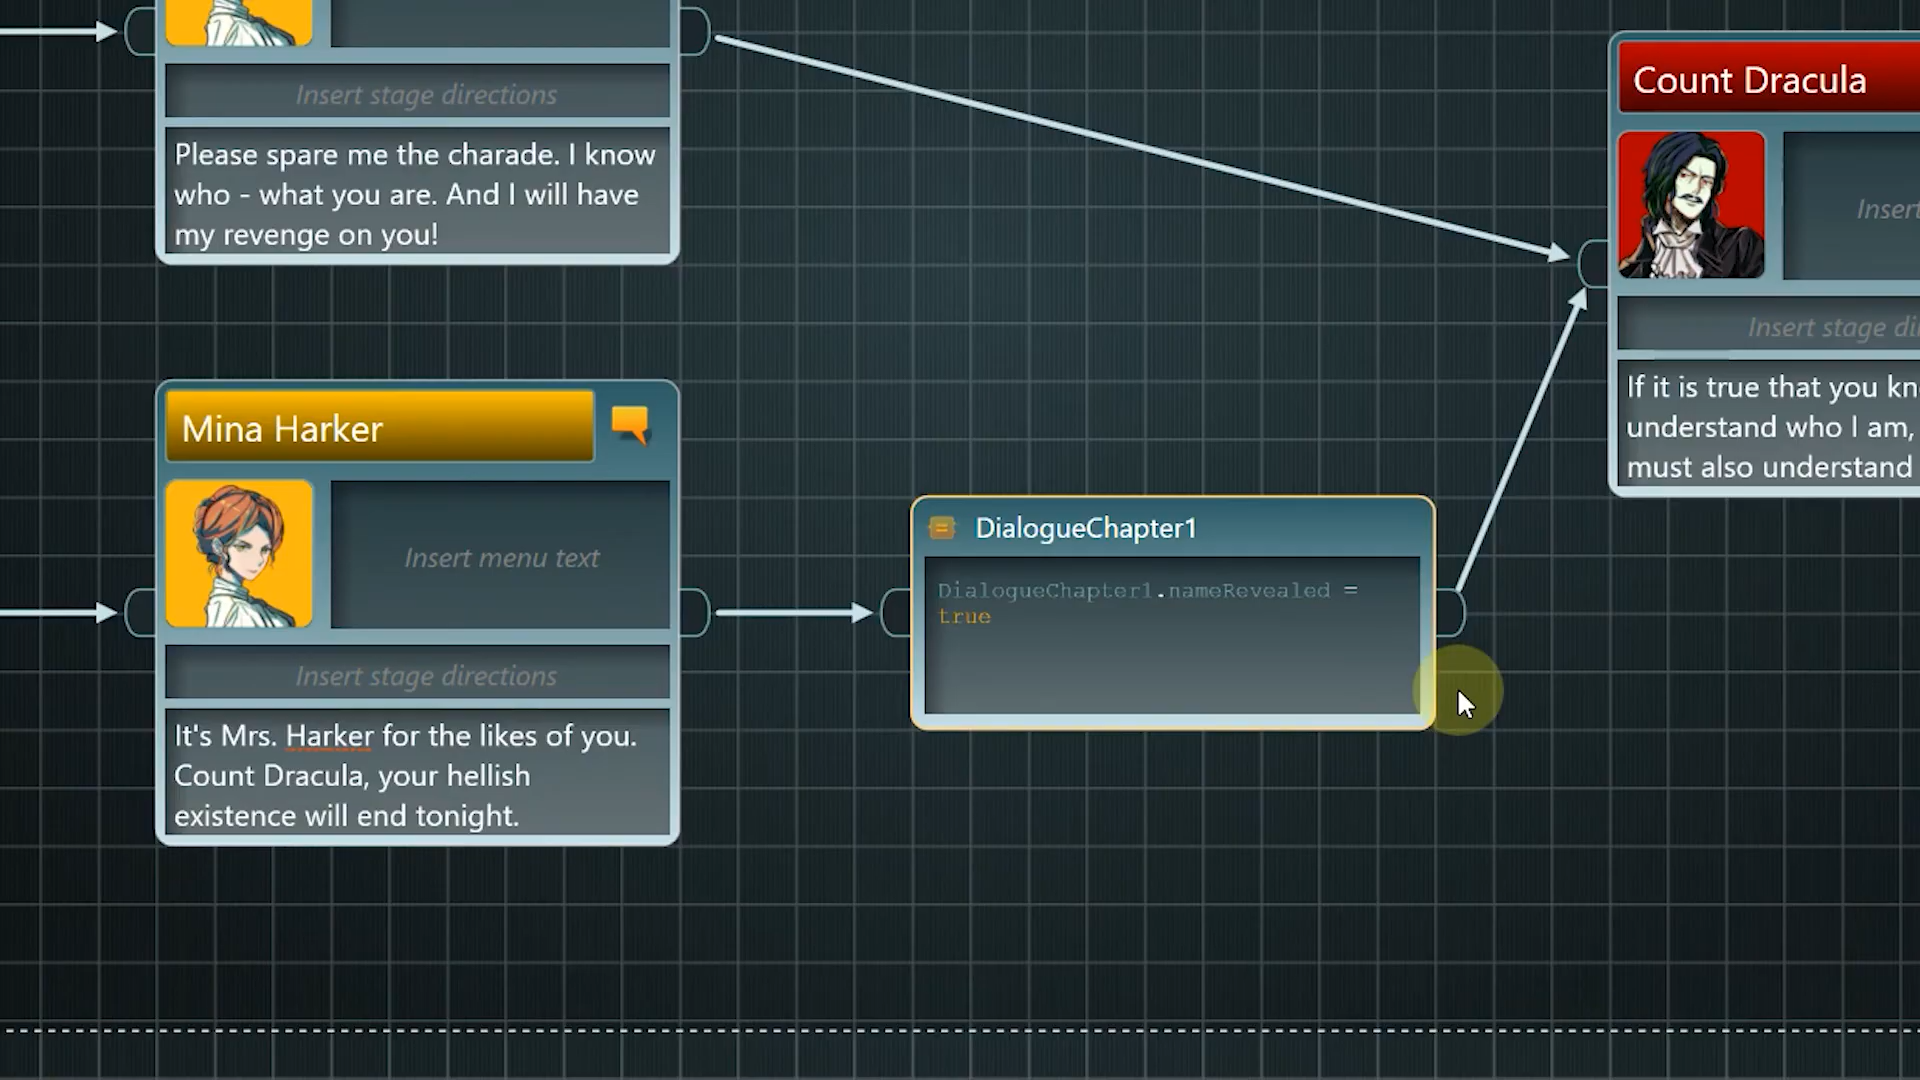 Insert stage directions
Please spare me the charade. I know
who - what you are. And I will have
my revenge on you!
Mina Harker
Insert menu text
Insert stage directions
It's Mrs. Harker for the likes of you.
Count Dracula, your hellish
existence will end tonight.
DialogueChapter1
DialogueChapter1.nameRevealed =
true
Count Dracula
Insert
Insert stage di
If it is true that you kn
understand who I am,
must also understand